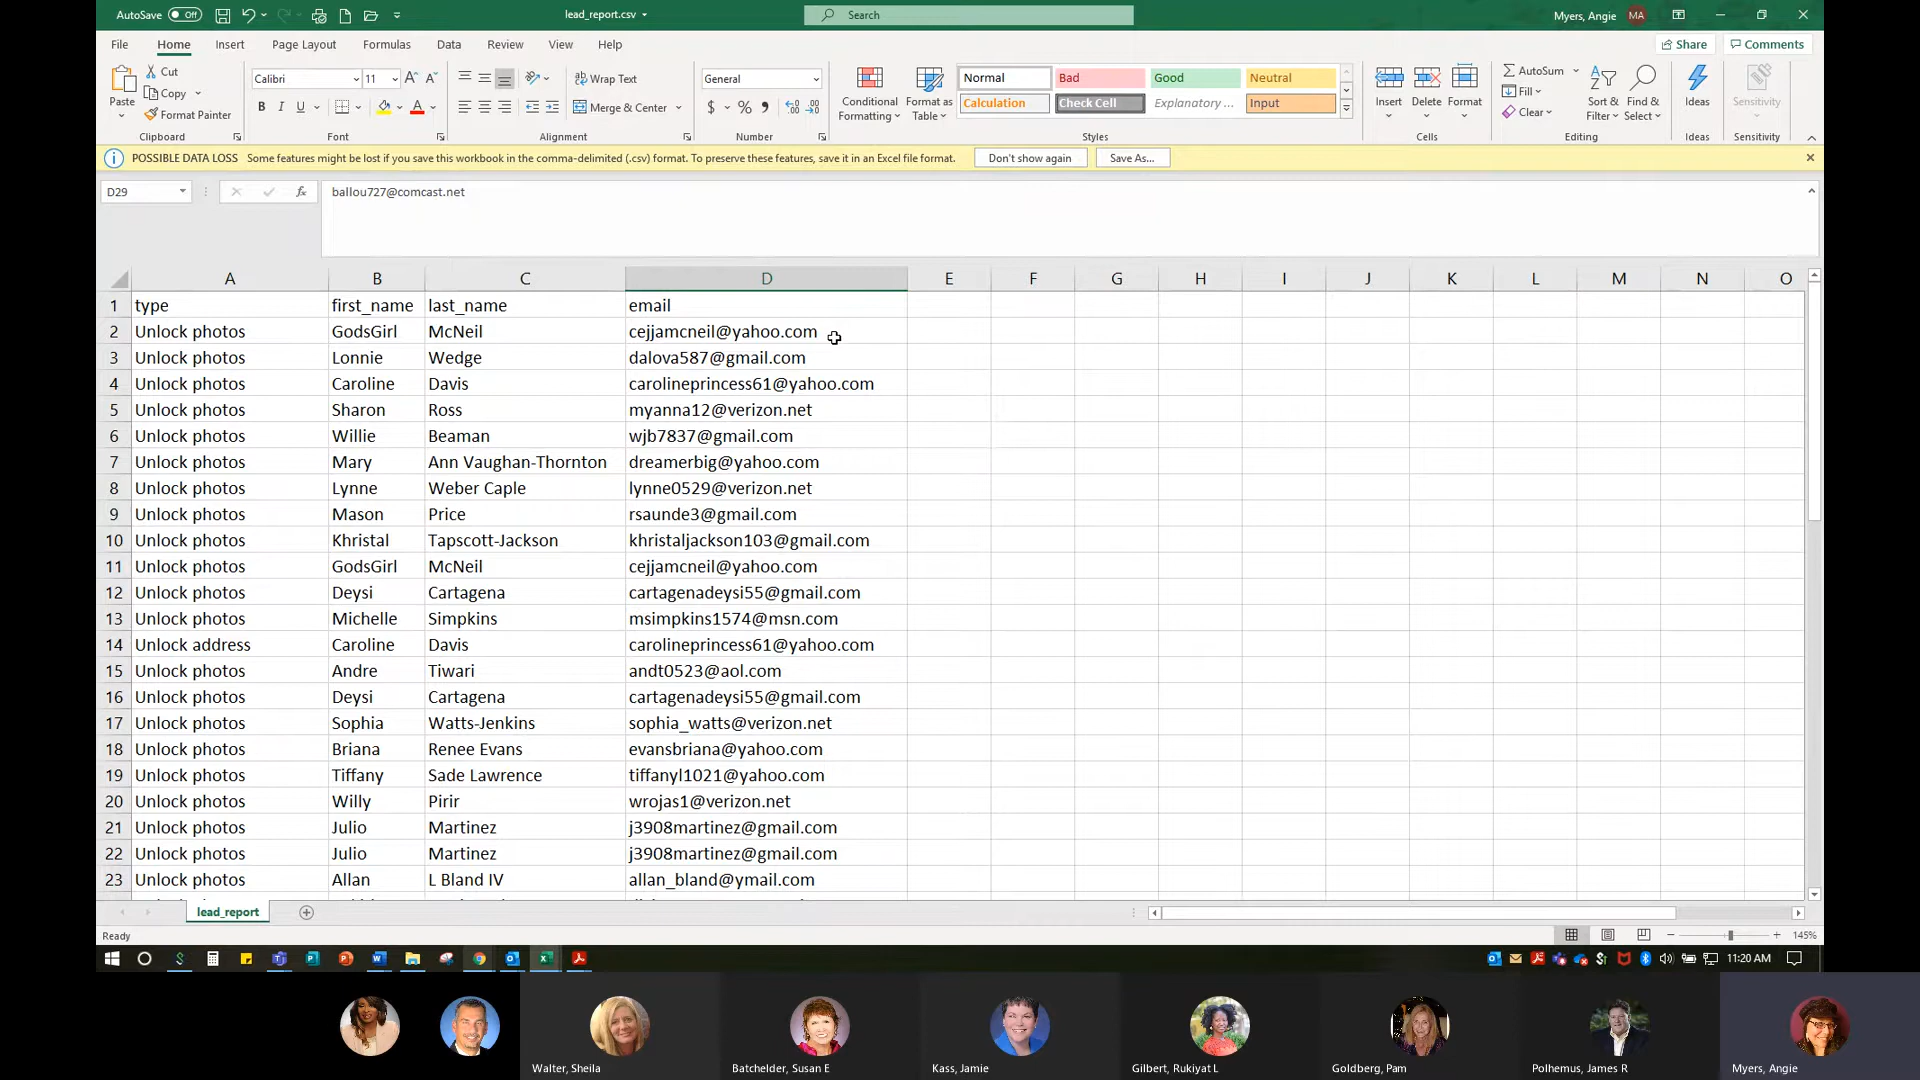 AutoSave Off lead_report.csv Search Myers, Angie MA
File Home Insert Page Layout Formulas Data Review View Help Share Comments
Paste Cut Copy Format Painter
Calibri 11
B I U
Wrap Text
Merge & Center
General
$ % ,
Conditional Formatting
Format as Table
Normal Bad Good Neutral
Calculation Check Cell Explanatory ... Input
Insert Delete Format
AutoSum Fill Clear
Sort & Filter
Find & Select
Ideas
Sensitivity
Clipboard Font Alignment Number Styles Cells Editing Ideas Sensitivity
POSSIBLE DATA LOSS Some features might be lost if you save this workbook in the comma-delimited (.csv) format. To preserve these features, save it in an Excel file format. Don't show again Save As...
D29 fx ballou727@comcast.net
A B C D E F G H I J K L M N O
1 type first_name last_name email
2 Unlock photos GodsGirl McNeil cejjamcneil@yahoo.com
3 Unlock photos Lonnie Wedge dalova587@gmail.com
4 Unlock photos Caroline Davis carolineprincess61@yahoo.com
5 Unlock photos Sharon Ross myanna12@verizon.net
6 Unlock photos Willie Beaman wjb7837@gmail.com
7 Unlock photos Mary Ann Vaughan-Thornton dreamerbig@yahoo.com
8 Unlock photos Lynne Weber Caple lynne0529@verizon.net
9 Unlock photos Mason Price rsaunde3@gmail.com
10 Unlock photos Khristal Tapscott-Jackson khristaljackson103@gmail.com
11 Unlock photos GodsGirl McNeil cejjamcneil@yahoo.com
12 Unlock photos Deysi Cartagena cartagenadeysi55@gmail.com
13 Unlock photos Michelle Simpkins msimpkins1574@msn.com
14 Unlock address Caroline Davis carolineprincess61@yahoo.com
15 Unlock photos Andre Tiwari andt0523@aol.com
16 Unlock photos Deysi Cartagena cartagenadeysi55@gmail.com
17 Unlock photos Sophia Watts-Jenkins sophia_watts@verizon.net
18 Unlock photos Briana Renee Evans evansbriana@yahoo.com
19 Unlock photos Tiffany Sade Lawrence tiffanyl1021@yahoo.com
20 Unlock photos Willy Pirir wrojas1@verizon.net
21 Unlock photos Julio Martinez j3908martinez@gmail.com
22 Unlock photos Julio Martinez j3908martinez@gmail.com
23 Unlock photos Allan L Bland IV allan_bland@ymail.com
lead_report
Ready 145%
11:20 AM
Walter, Sheila Batchelder, Susan E Kass, Jamie Gilbert, Rukiyat L Goldberg, Pam Polhemus, James R Myers, Angie